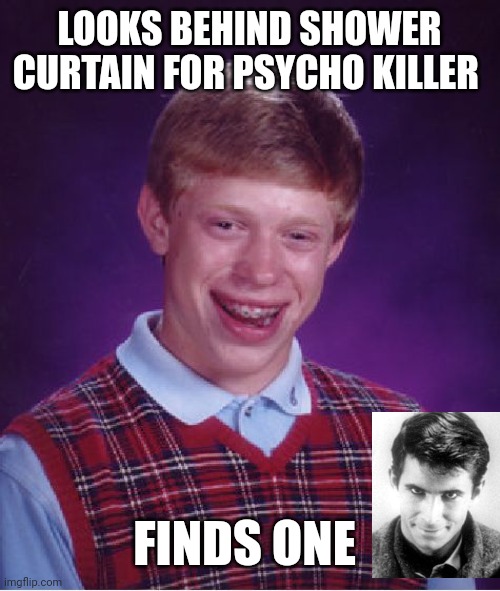 LOOKS BEHIND SHOWER
CURTAIN FOR PSYCHO KILLER
FINDS ONE
imgflip.com